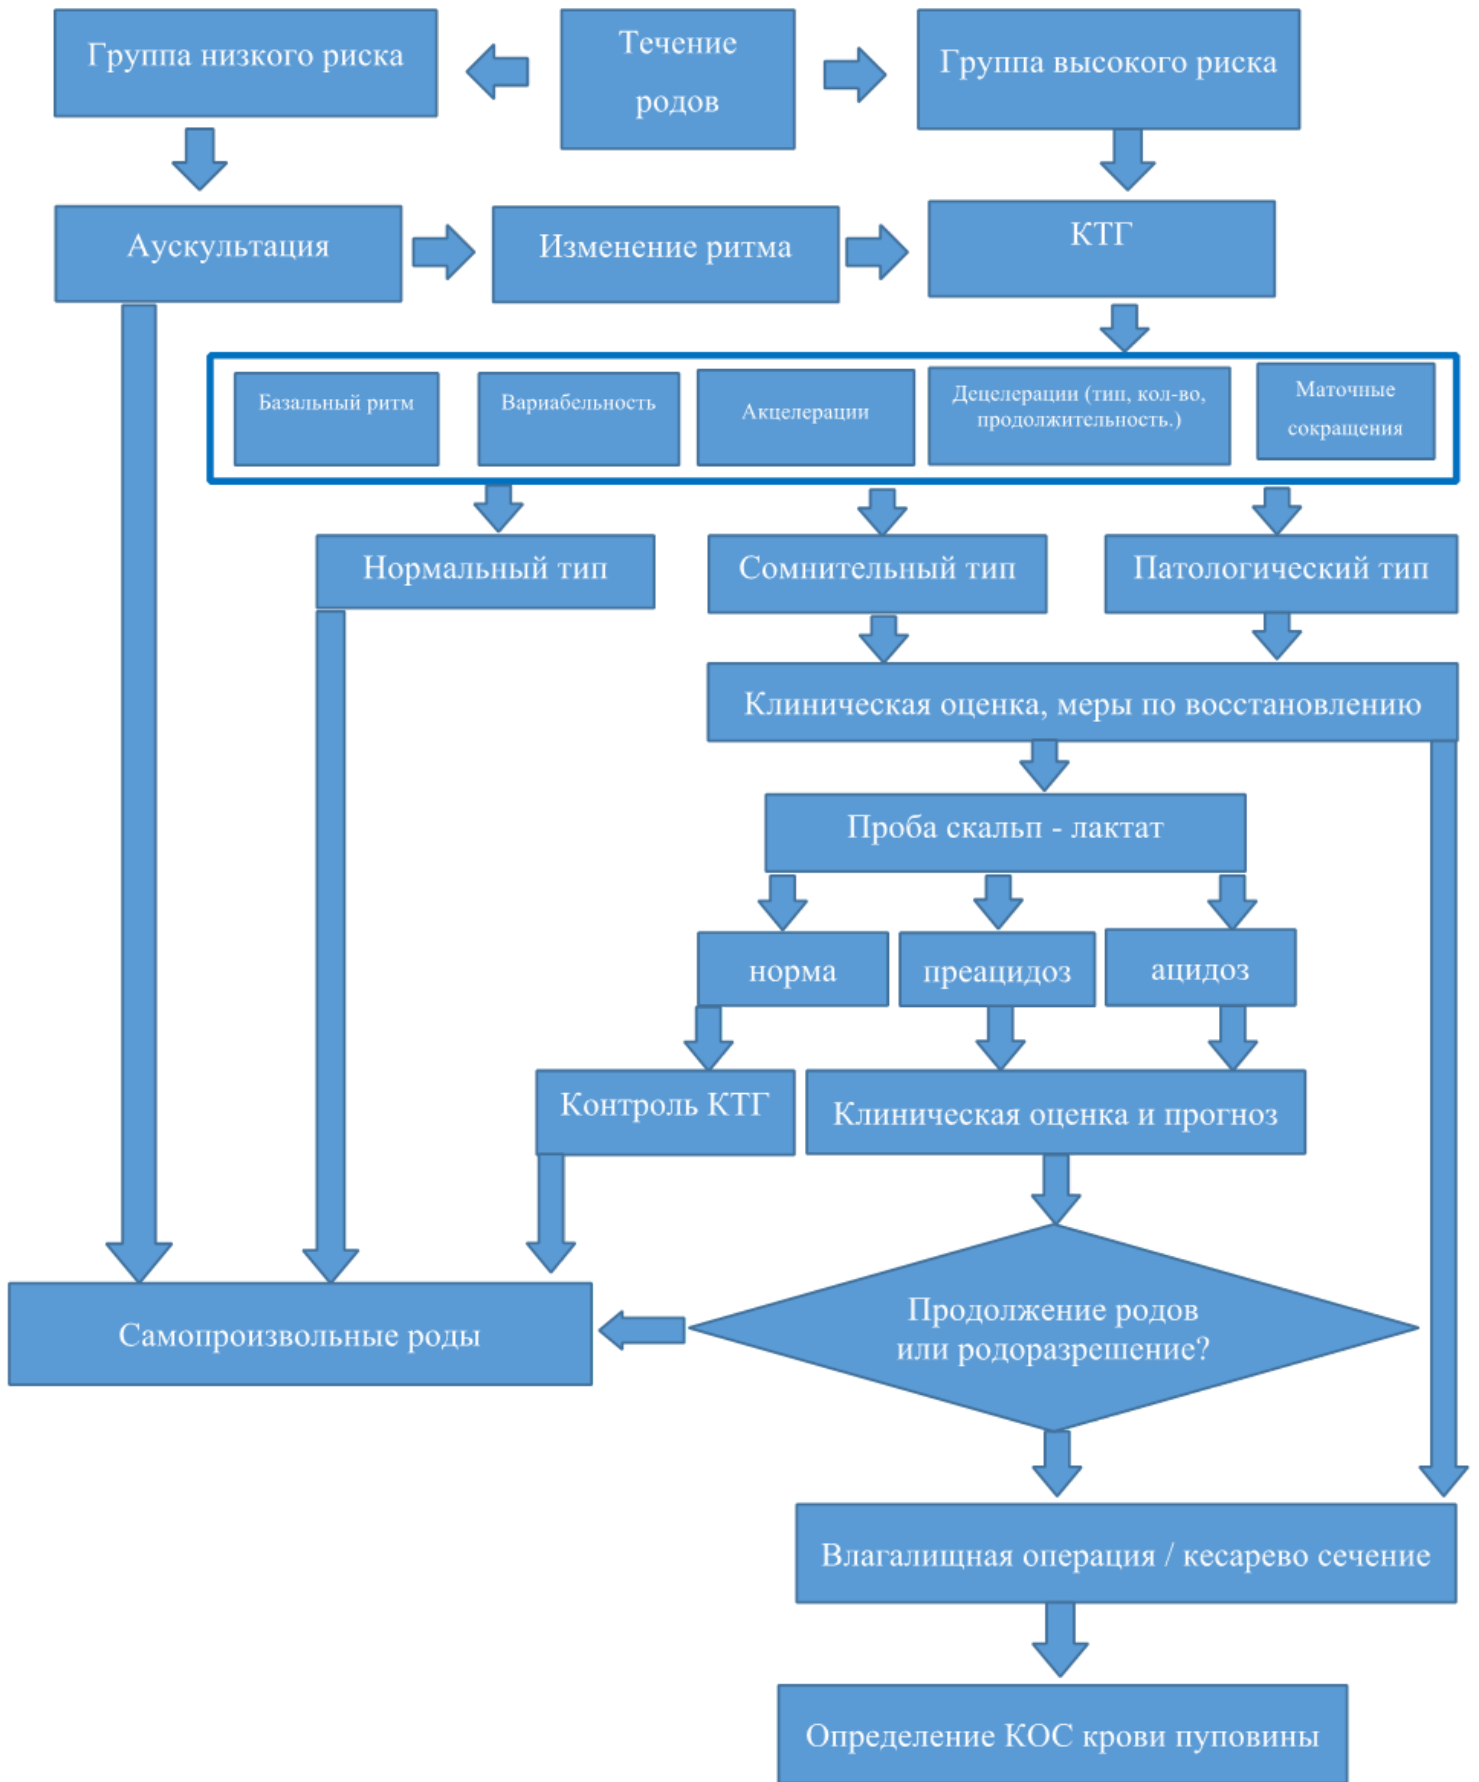 Группа низкого риска
Течение
родов
Группа высокого риска
Аускультация
Изменение ритма
КТГ
Базальный ритм
Вариабельность
Акцелерации
Децелерации (тип, кол-во,
продолжительность.)
Маточные
сокращения
Нормальный тип
Сомнительный тип
Патологический тип
Клиническая оценка, меры по восстановлению
Проба скальп - лактат
норма
преацидоз
ацидоз
Контроль КТГ
Клиническая оценка и прогноз
Продолжение родов
или родоразрешение?
Самопроизвольные роды
Влагалищная операция / кесарево сечение
Определение КОС крови пуповины